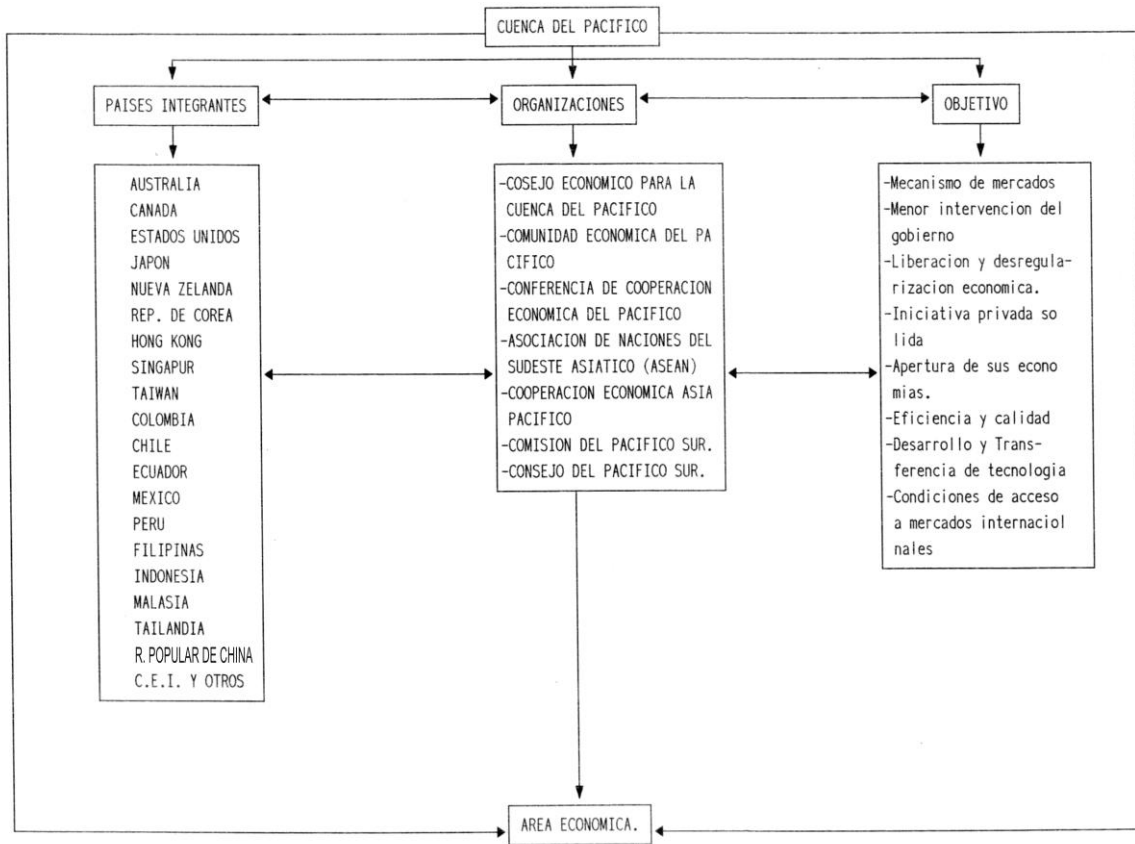 CUENCA DEL PACIFICO
PAISES INTEGRANTES
ORGANIZACIONES
OBJETIVO
AUSTRALIA
CANADA
ESTADOS UNIDOS
JAPON
NUEVA ZELANDA
REP. DE COREA
HONG KONG
SINGAPUR
TAIWAN
COLOMBIA
CHILE
ECUADOR
MEXICO
PERU
FILIPINAS
INDONESIA
MALASIA
TAILANDIA
R. POPULAR DE CHINA
C.E.I. Y OTROS
-COSEJO ECONOMICO PARA LA
CUENCA DEL PACIFICO
-COMUNIDAD ECONOMICA DEL PA
CIFICO
-CONFERENCIA DE COOPERACION
ECONOMICA DEL PACIFICO
-ASOCIACION DE NACIONES DEL
SUDESTE ASIATICO (ASEAN)
-COOPERACION ECONOMICA ASIA
PACIFICO
-COMISION DEL PACIFICO SUR.
-CONSEJO DEL PACIFICO SUR.
-Mecanismo de mercados
-Menor intervencion del
gobierno
-Liberacion y desregula-
rizacion economica.
-Iniciativa privada so
lida
-Apertura de sus econo
mias.
-Eficiencia y calidad
-Desarrollo y Trans-
ferencia de tecnologia
-Condiciones de acceso
a mercados internaciol
nales
AREA ECONOMICA.